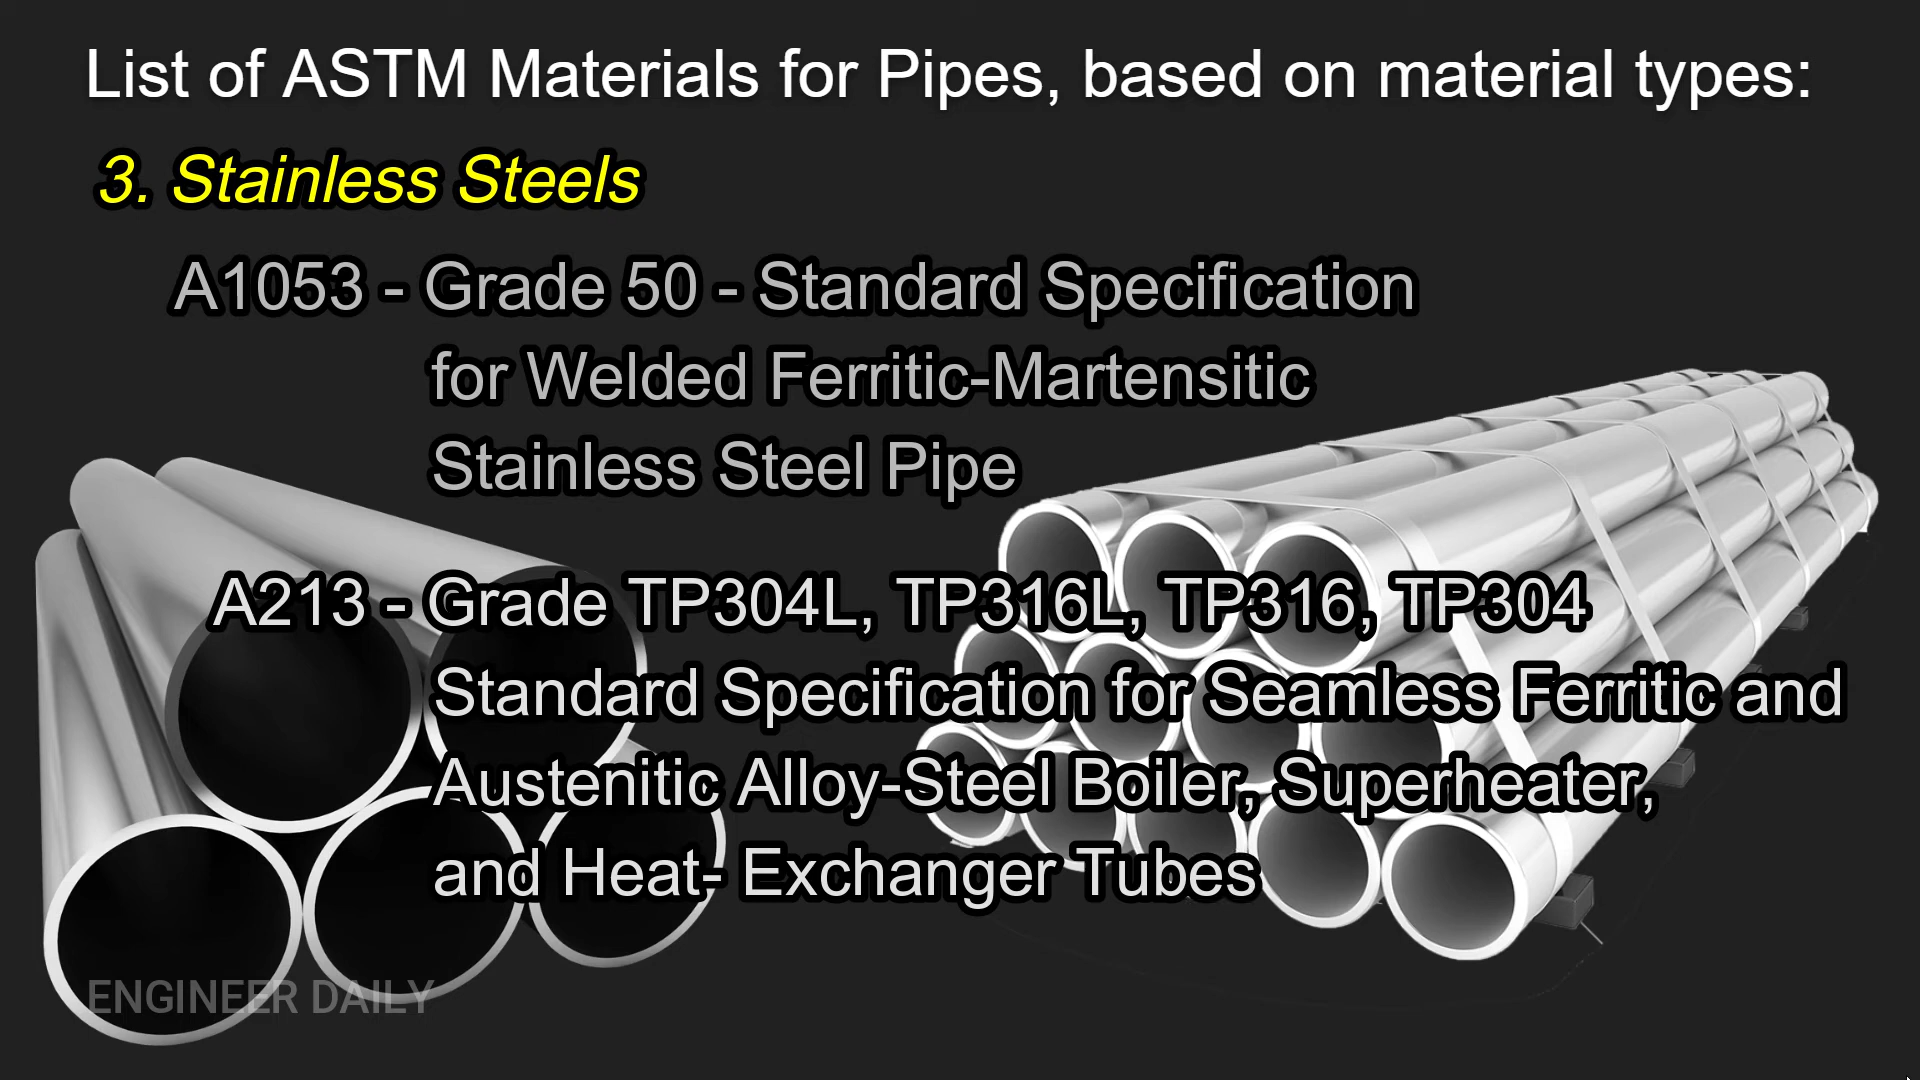 List of ASTM Materials for Pipes, based on material types:
3. Stainless Steels
A1053 - Grade 50 - Standard Specification
for Welded Ferritic-Martensitic
Stainless Steel Pipe
A213 - Grade TP304L, TP316L, TP316, TP304
Standard Specification for Seamless Ferritic and
Austenitic Alloy-Steel Boiler, Superheater,
and Heat- Exchanger Tubes
ENGINEER DAILY